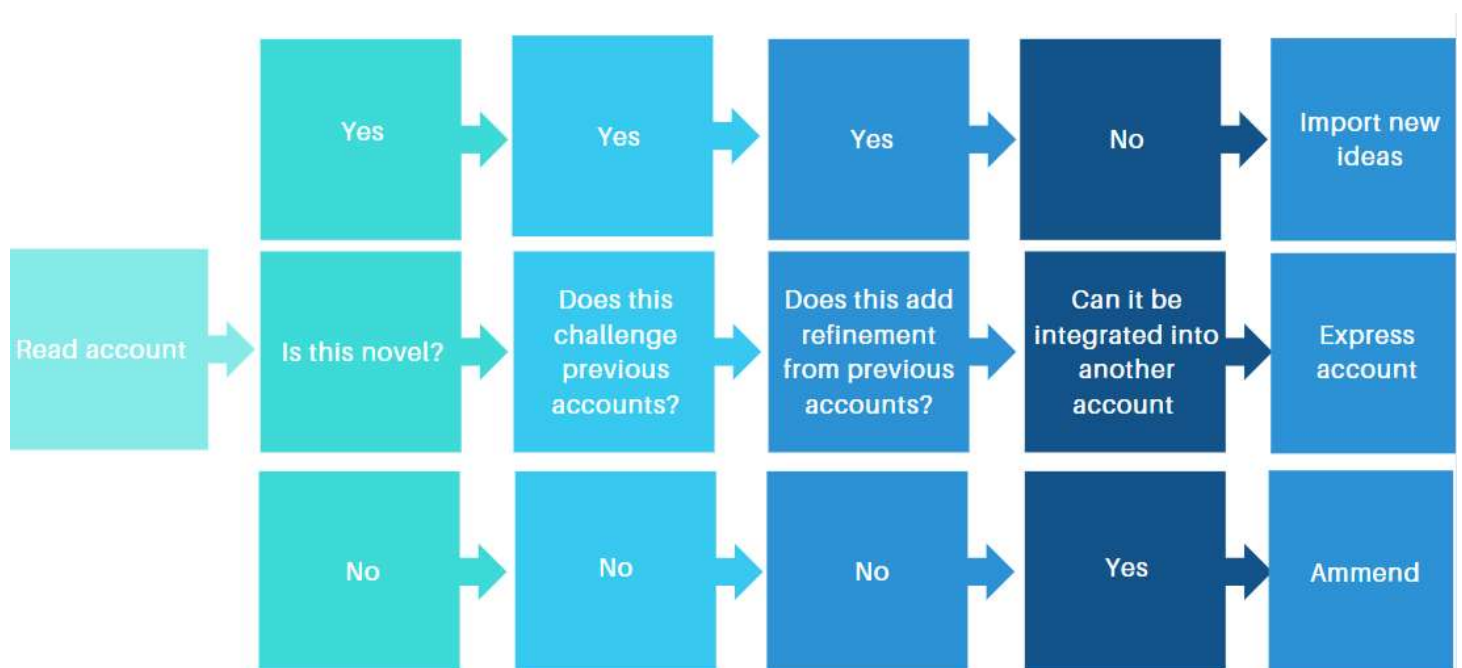 Yes
Yes
Yes
No
Import new
ideas
Read account
Is this novel?
Does this
challenge
previous
accounts?
Does this add
refinement
from previous
accounts?
Can it be
integrated into
another
account
Express
account
No
No
No
Yes
Ammend